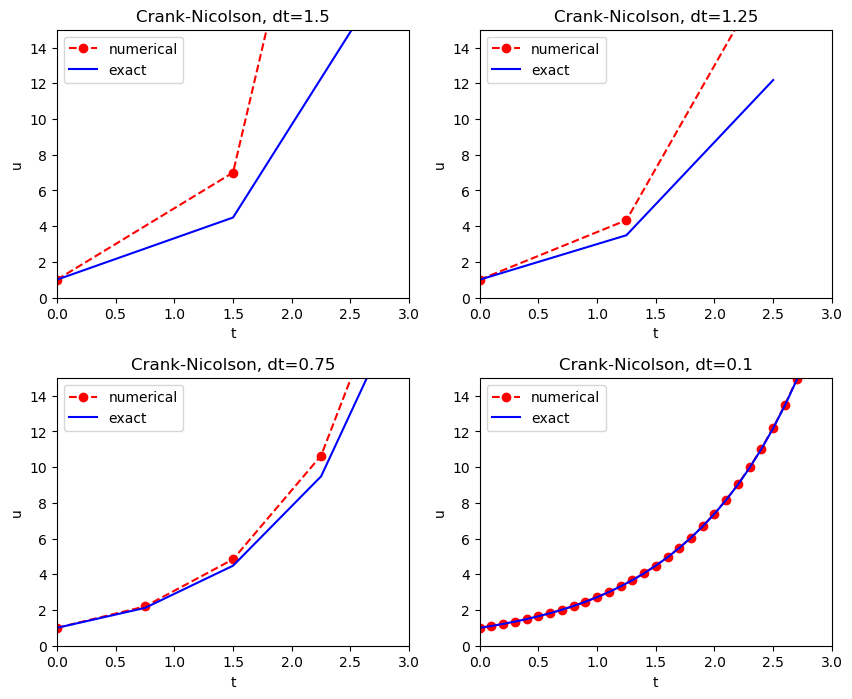 Crank-Nicolson, dt=1.5
numerical
exact
14
12
10
8
6
4
2
0
u
0.0 0.5 1.0 1.5 2.0 2.5 3.0
t
Crank-Nicolson, dt=1.25
numerical
exact
14
12
10
8
6
4
2
0
u
0.0 0.5 1.0 1.5 2.0 2.5 3.0
t
Crank-Nicolson, dt=0.75
numerical
exact
14
12
10
8
6
4
2
0
u
0.0 0.5 1.0 1.5 2.0 2.5 3.0
t
Crank-Nicolson, dt=0.1
numerical
exact
14
12
10
8
6
4
2
0
u
0.0 0.5 1.0 1.5 2.0 2.5 3.0
t